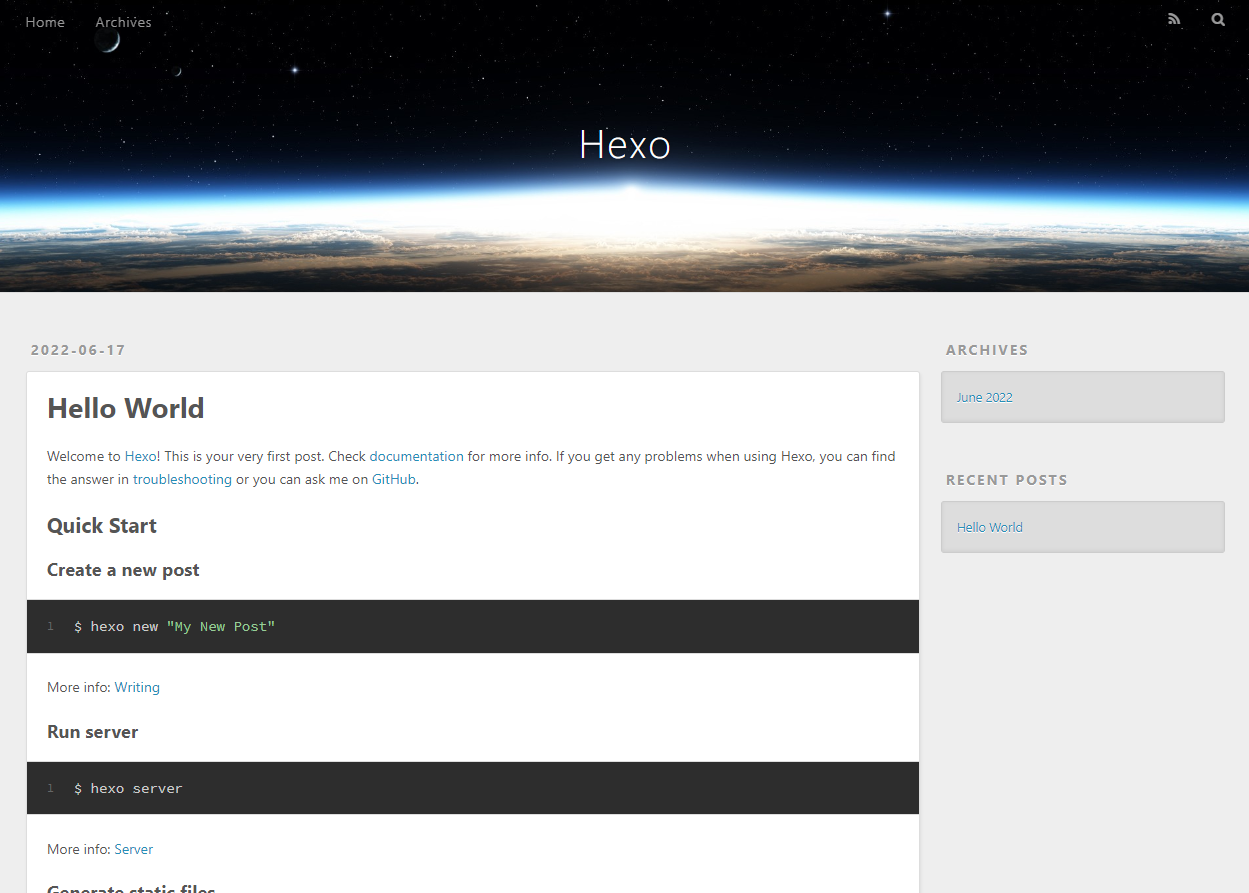 Home Archives
Hexo
2022-06-17
Hello World
Welcome to Hexo! This is your very first post. Check documentation for more info. If you get any problems when using Hexo, you can find
the answer in troubleshooting or you can ask me on GitHub.
Quick Start
Create a new post
1 $ hexo new "My New Post"
More info: Writing
Run server
1 $ hexo server
More info: Server
Generate static files
ARCHIVES
June 2022
RECENT POSTS
Hello World